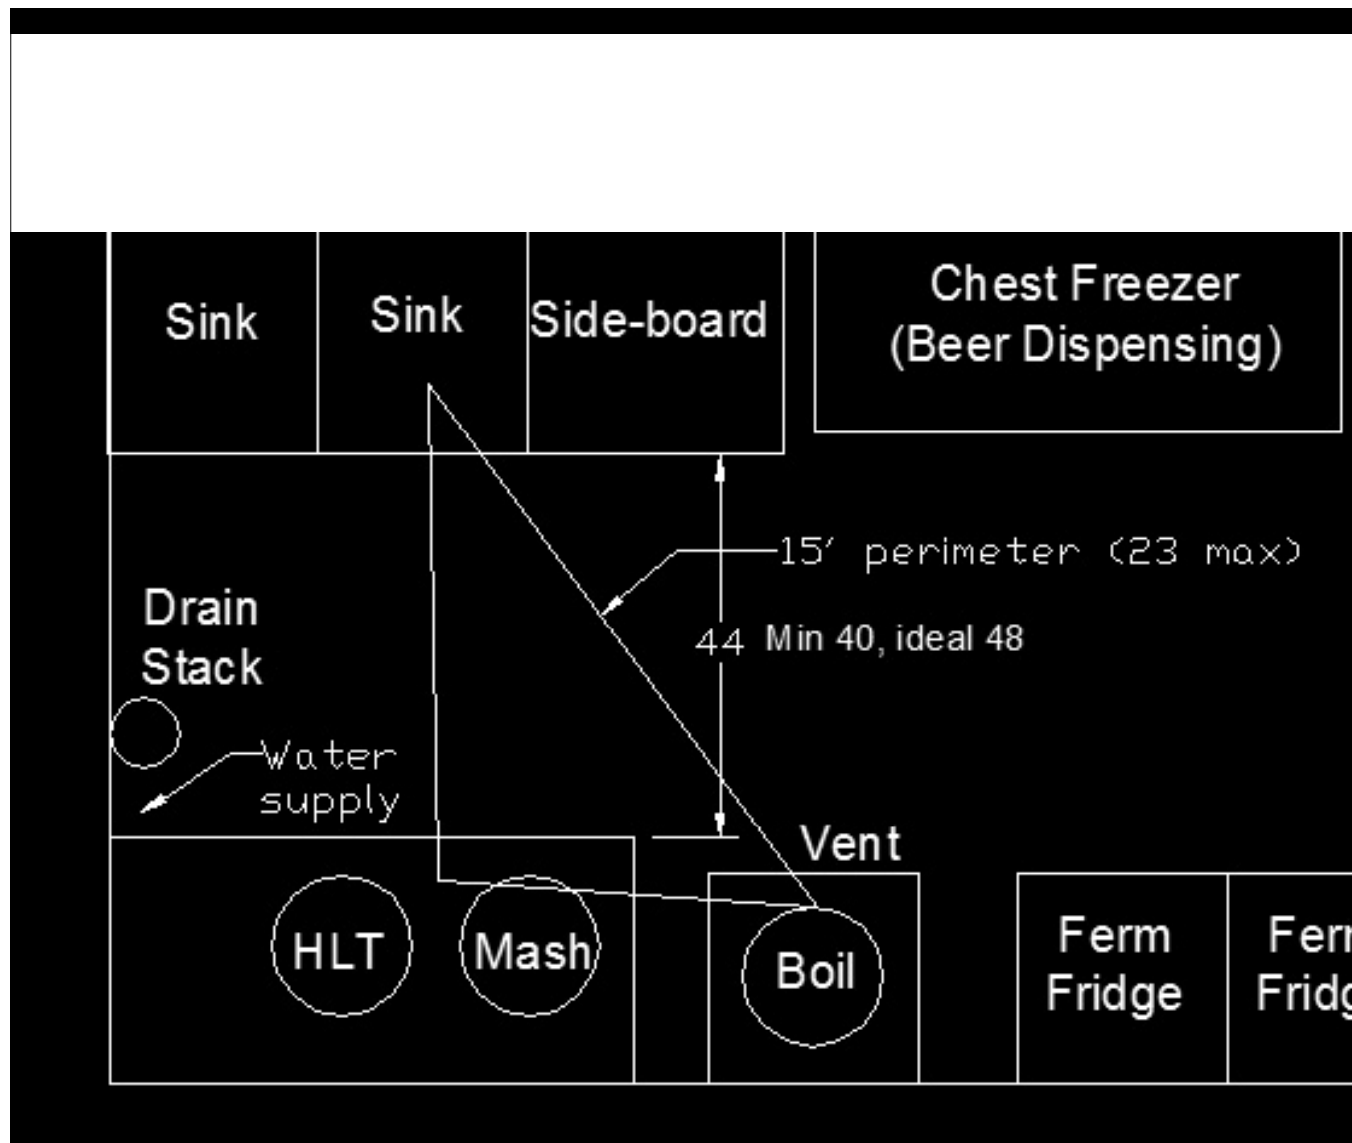 Chest Freezer
(Beer Dispensing)
Sink
Sink
Side-board
15' perimeter (23 max)
44 Min 40, ideal 48
Drain
Stack
Water
supply
Vent
HLT
Mash
Boil
Ferm
Fridge